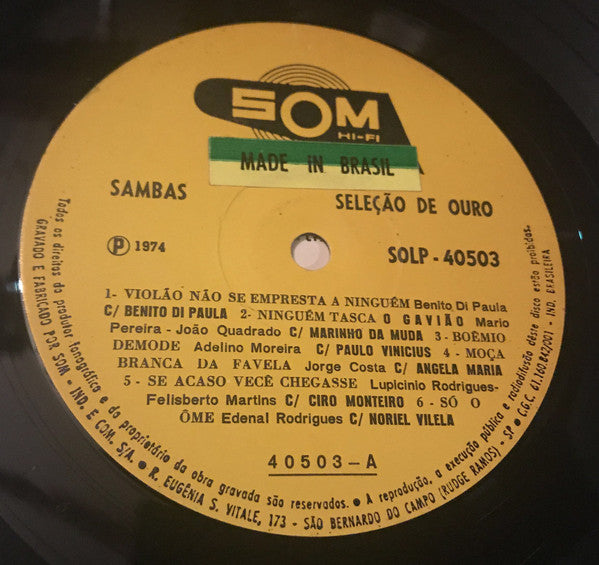 SOM
HI-FI
MADE IN BRASIL
SAMBAS
SELEÇÃO DE OURO
Ⓟ 1974
SOLP - 40503
1- VIOLÃO NÃO SE EMPRESTA A NINGUÉM Benito Di Paula
C/ BENITO DI PAULA 2- NINGUÉM TASCA O GAVIÃO Mario
Pereira - João Quadrado C/ MARINHO DA MUDA 3- BOÊMIO
DEMODE Adelino Moreira C/ PAULO VINICIUS 4 - MOÇA
BRANCA DA FAVELA Jorge Costa C/ ANGELA MARIA
5 - SE ACASO VECÊ CHEGASSE Lupicinio Rodrigues-
Felisberto Martins C/ CIRO MONTEIRO 6 - SÓ O
ÔME Edenal Rodrigues C/ NORIEL VILELA
40503-A
Todos os direitos do produtor fonográfico e do proprietário da obra gravada são reservados. ● A reprodução, a execução pública e radiodifusão dêste disco estão proibidas.
GRAVADO E FABRICADO POR SOM - IND. E COM. S/A. ● R. EUGÊNIA S. VITALE, 173 - SÃO BERNARDO DO CAMPO (RUDGE RAMOS) - SP ● C.G.C. 61.160.842/001 - IND. BRASILEIRA